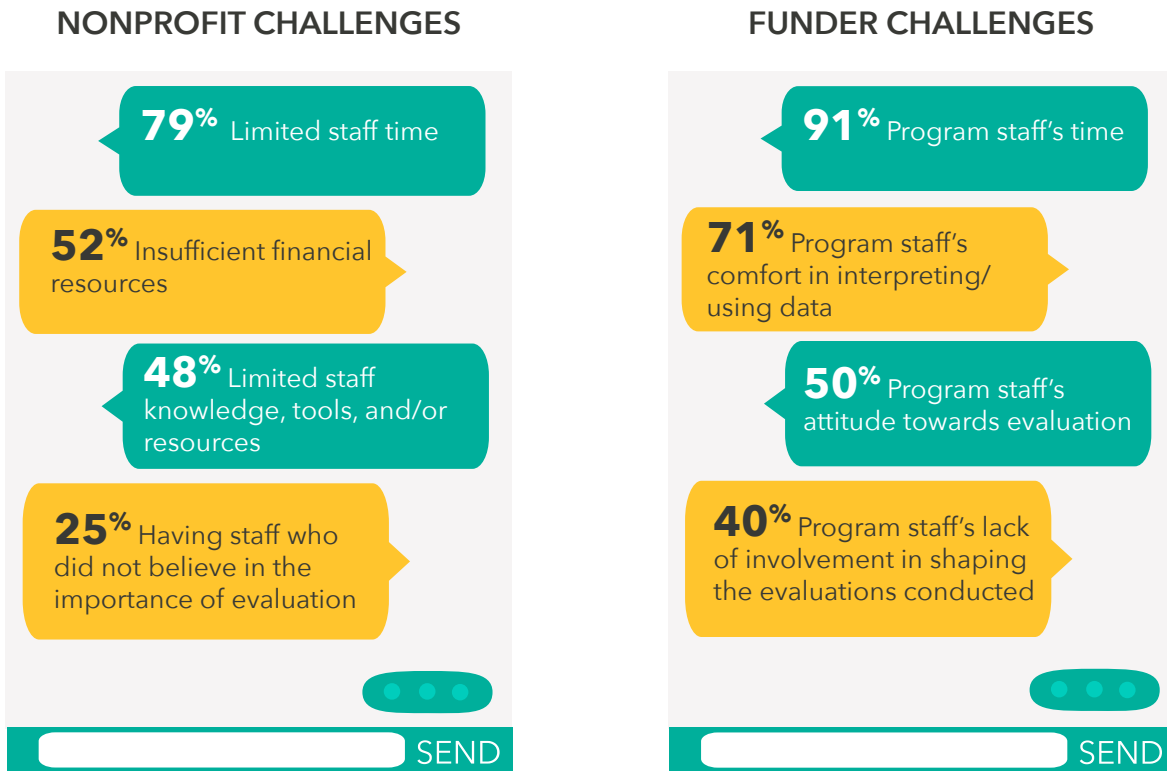 NONPROFIT CHALLENGES
79% Limited staff time
52% Insufficient financial
resources
48% Limited staff
knowledge, tools, and/or
resources
25% Having staff who
did not believe in the
importance of evaluation
SEND
FUNDER CHALLENGES
91% Program staff’s time
71% Program staff’s
comfort in interpreting/
using data
50% Program staff’s
attitude towards evaluation
40% Program staff’s lack
of involvement in shaping
the evaluations conducted
SEND